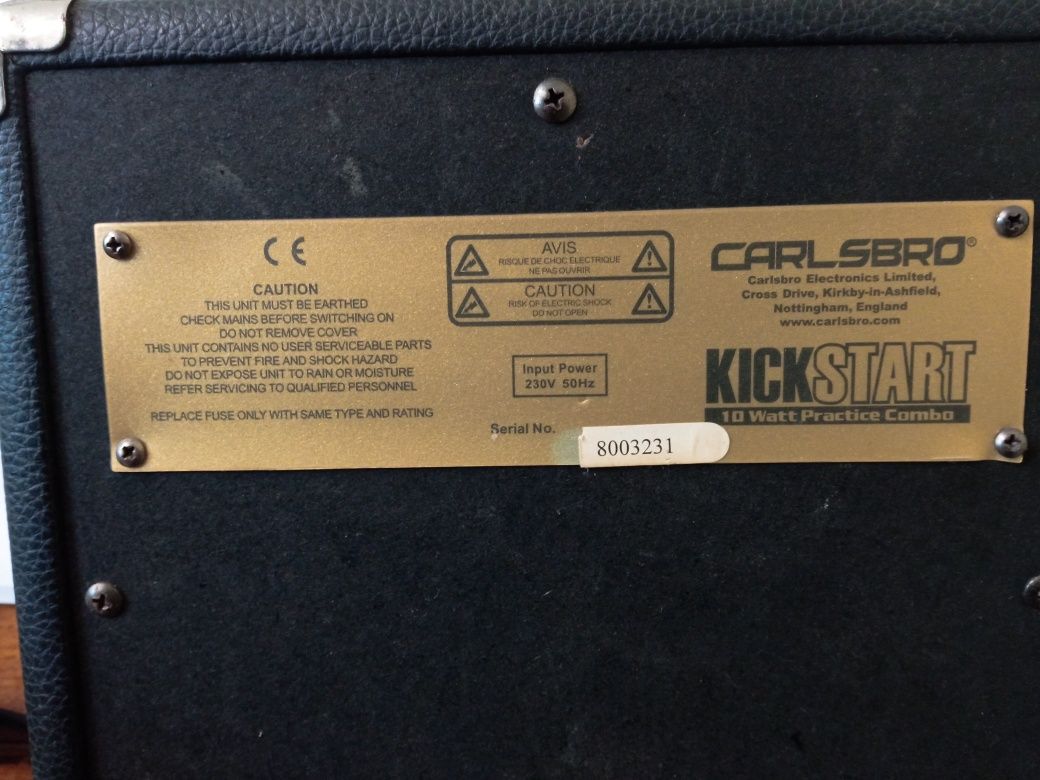 CE
CAUTION
THIS UNIT MUST BE EARTHED
CHECK MAINS BEFORE SWITCHING ON
DO NOT REMOVE COVER
THIS UNIT CONTAINS NO USER SERVICEABLE PARTS
TO PREVENT FIRE AND SHOCK HAZARD
DO NOT EXPOSE UNIT TO RAIN OR MOISTURE
REFER SERVICING TO QUALIFIED PERSONNEL
REPLACE FUSE ONLY WITH SAME TYPE AND RATING
AVIS
RISQUE DE CHOC ELECTRIQUE
NE PAS OUVRIR
CAUTION
RISK OF ELECTRIC SHOCK
DO NOT OPEN
Input Power
230V 50Hz
Serial No.
8003231
CARLSBRO®
Carlsbro Electronics Limited,
Cross Drive, Kirkby-in-Ashfield,
Nottingham, England
www.carlsbro.com
KICKSTART
10 Watt Practice Combo